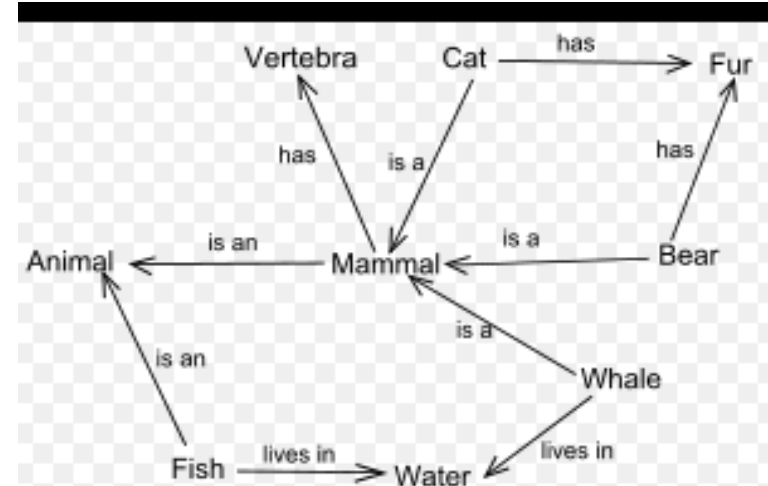 has
Vertebra Cat Fur
has is a has
is an is a
Animal Mammal Bear
is a
is an
Whale
lives in lives in
Fish Water